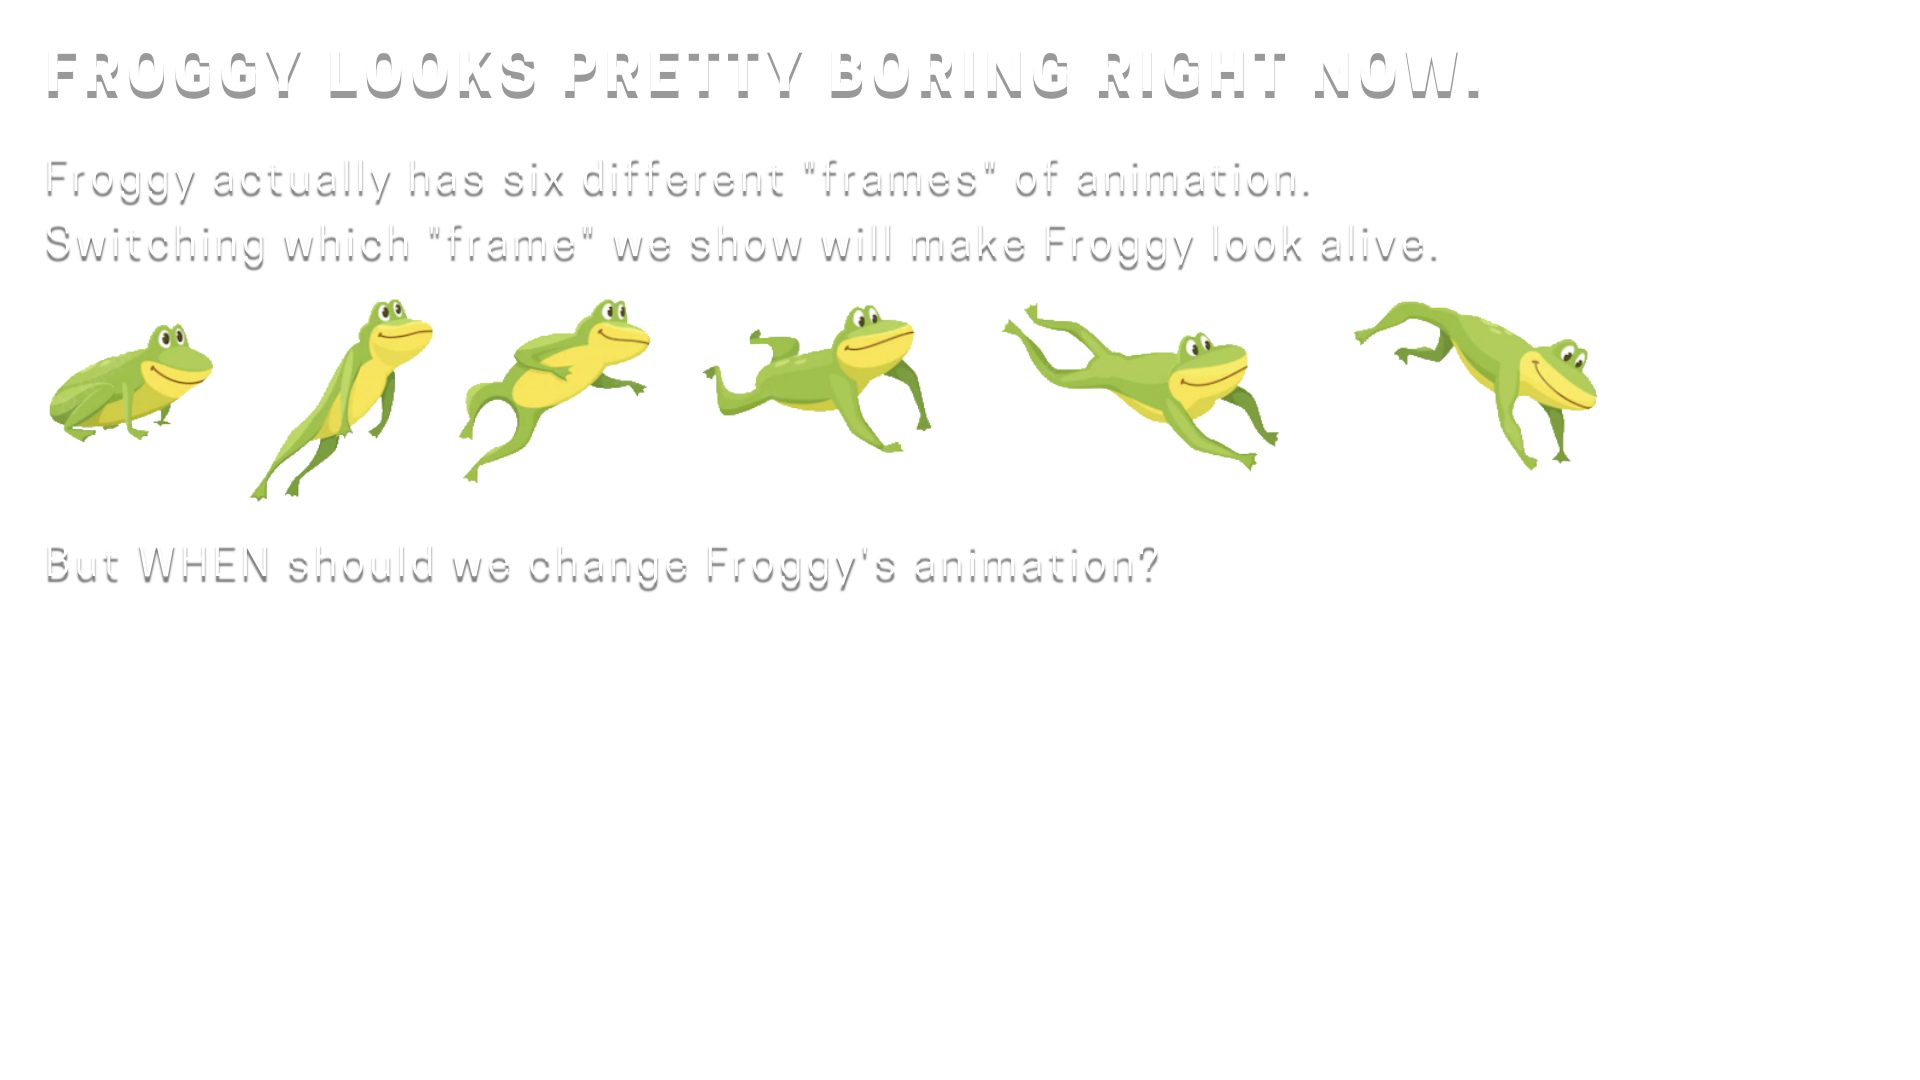 FROGGY LOOKS PRETTY BORING RIGHT NOW.
Froggy actually has six different "frames" of animation.
Switching which "frame" we show will make Froggy look alive.
But WHEN should we change Froggy's animation?